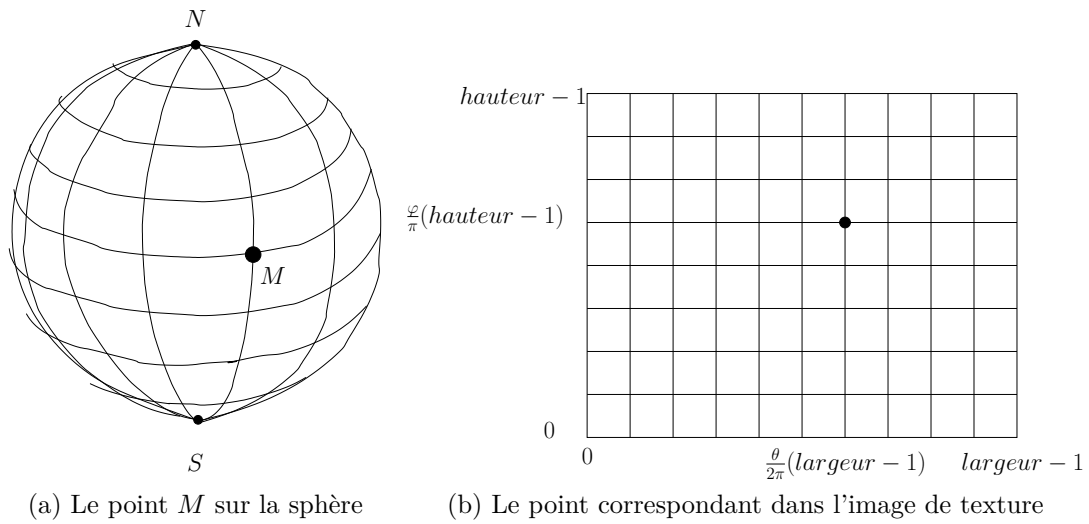 N
M
S
(a) Le point M sur la sphère
hauteur − 1
φ/π(hauteur − 1)
0
0
θ/2π(largeur − 1)
largeur − 1
(b) Le point correspondant dans l'image de texture